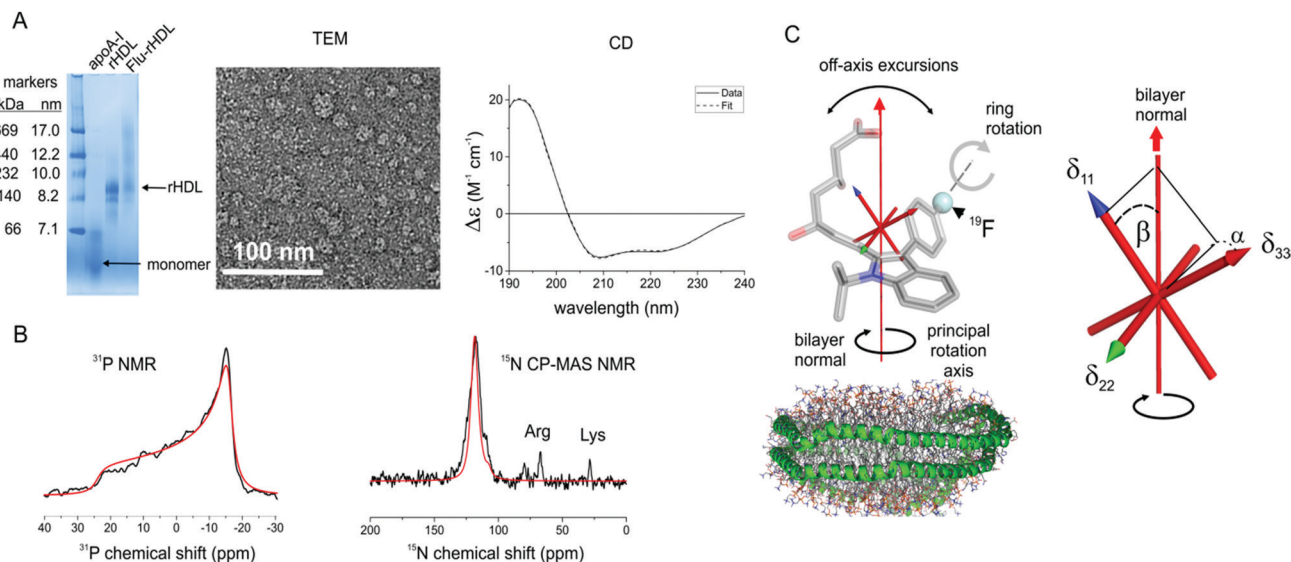 A
apoA-I
rHDL
Flu-rHDL
markers
kDa nm
669 17.0
440 12.2
232 10.0
140 8.2
66 7.1
rHDL
monomer
TEM
100 nm
CD
Data
Fit
20
10
0
-10
Δε (M⁻¹ cm⁻¹)
190 200 210 220 230 240
wavelength (nm)
B
³¹P NMR
40 30 20 10 0 -10 -20 -30
³¹P chemical shift (ppm)
¹⁵N CP-MAS NMR
Arg
Lys
200 150 100 50 0
¹⁵N chemical shift (ppm)
C
off-axis excursions
ring
rotation
¹⁹F
bilayer
normal
principal
rotation
axis
bilayer
normal
δ₁₁
β
α
δ₃₃
δ₂₂